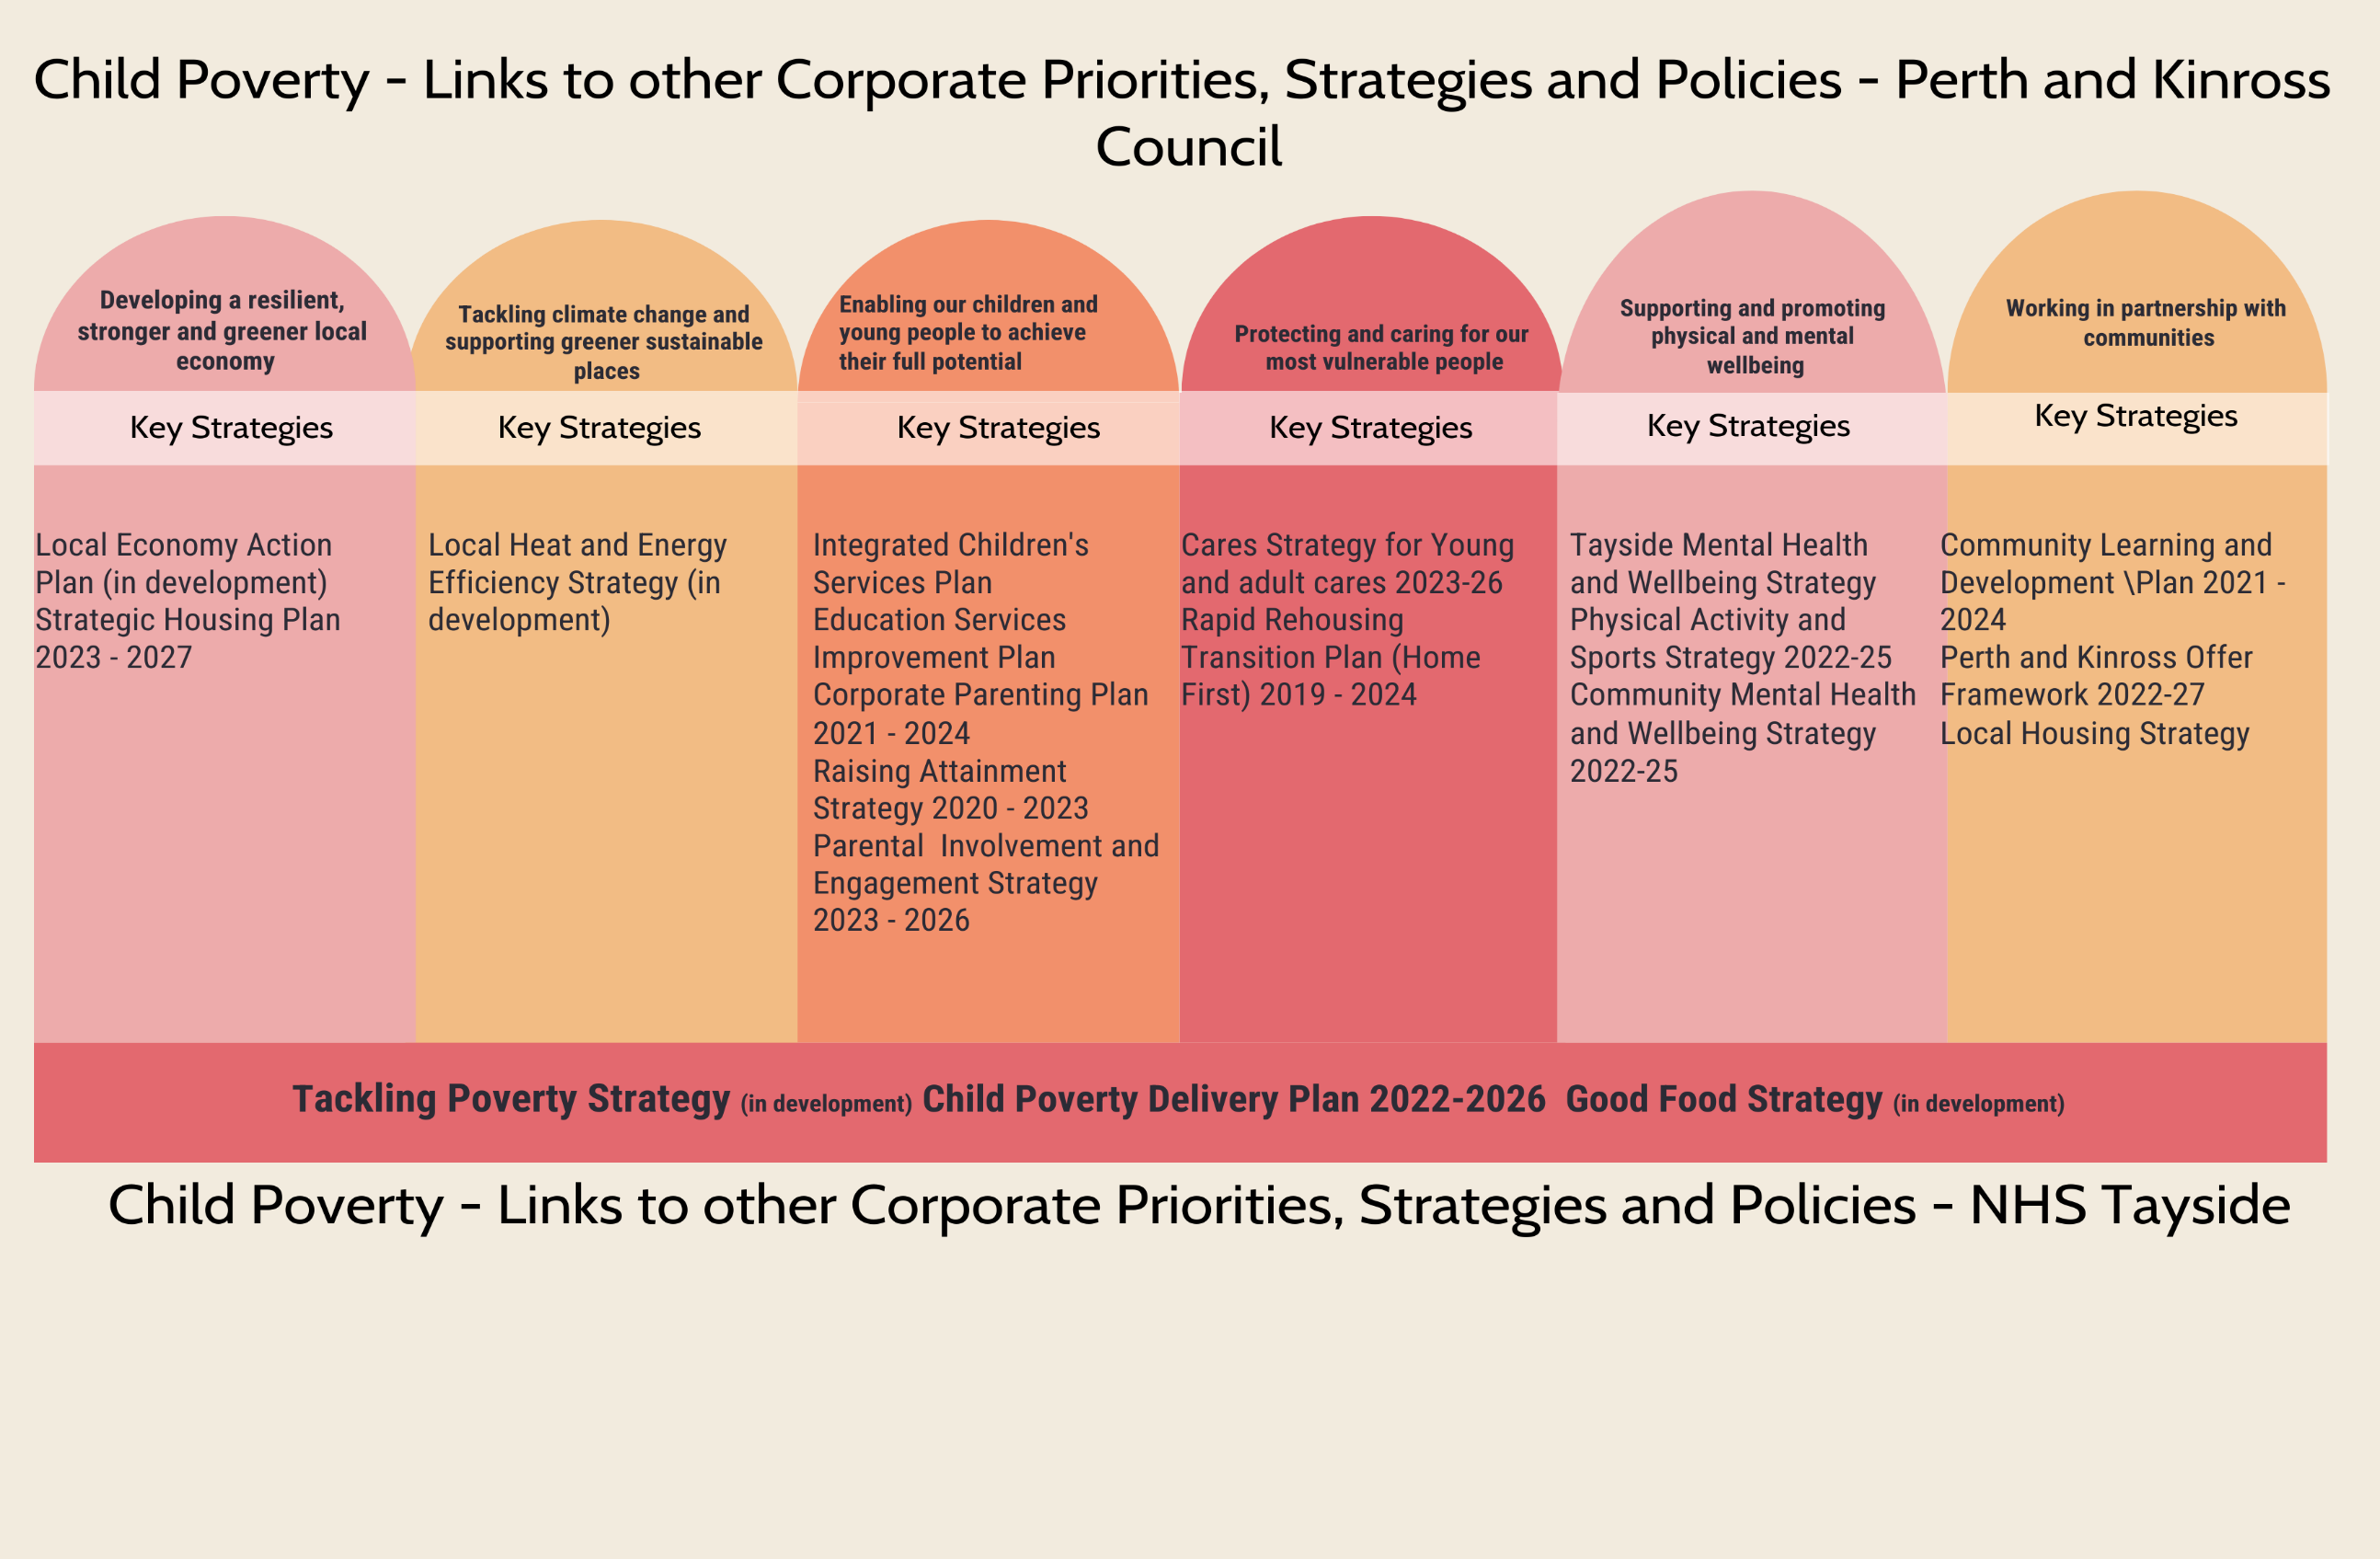 Child Poverty - Links to other Corporate Priorities, Strategies and Policies - Perth and Kinross
Council
Developing a resilient,
stronger and greener local
economy
Key Strategies
Local Economy Action
Plan (in development)
Strategic Housing Plan
2023 - 2027
Tackling climate change and
supporting greener sustainable
places
Key Strategies
Local Heat and Energy
Efficiency Strategy (in
development)
Enabling our children and
young people to achieve
their full potential
Key Strategies
Integrated Children's
Services Plan
Education Services
Improvement Plan
Corporate Parenting Plan
2021 - 2024
Raising Attainment
Strategy 2020 - 2023
Parental  Involvement and
Engagement Strategy
2023 - 2026
Protecting and caring for our
most vulnerable people
Key Strategies
Cares Strategy for Young
and adult cares 2023-26
Rapid Rehousing
Transition Plan (Home
First) 2019 - 2024
Supporting and promoting
physical and mental
wellbeing
Key Strategies
Tayside Mental Health
and Wellbeing Strategy
Physical Activity and
Sports Strategy 2022-25
Community Mental Health
and Wellbeing Strategy
2022-25
Working in partnership with
communities
Key Strategies
Community Learning and
Development \Plan 2021 -
2024
Perth and Kinross Offer
Framework 2022-27
Local Housing Strategy
Tackling Poverty Strategy (in development) Child Poverty Delivery Plan 2022-2026  Good Food Strategy (in development)
Child Poverty - Links to other Corporate Priorities, Strategies and Policies - NHS Tayside